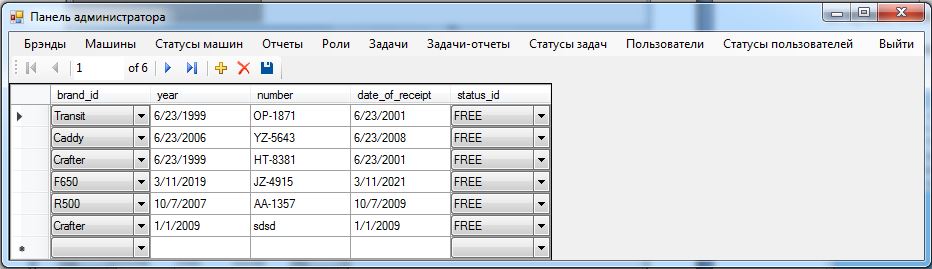 Панель администратора
Брэнды Машины Статусы машин Отчеты Роли Задачи Задачи-отчеты Статусы задач Пользователи Статусы пользователей Выйти
1 of 6
brand_id year number date_of_receipt status_id
Transit 6/23/1999 OP-1871 6/23/2001 FREE
Caddy 6/23/2006 YZ-5643 6/23/2008 FREE
Crafter 6/23/1999 HT-8381 6/23/2001 FREE
F650 3/11/2019 JZ-4915 3/11/2021 FREE
R500 10/7/2007 AA-1357 10/7/2009 FREE
Crafter 1/1/2009 sdsd 1/1/2009 FREE